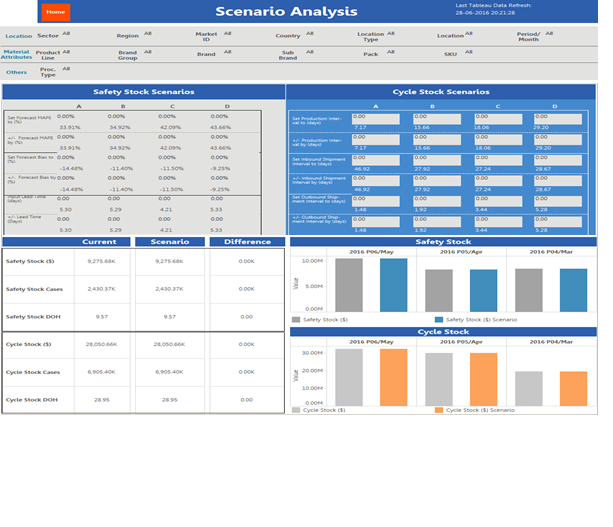 Home
Scenario Analysis
Last Tableau Data Refresh:
28-06-2016 20:21:28
Location Sector All Region All Market ID All Country All Location Type All Location All Period/ Month All
Material Attributes Product Line All Brand Group All Brand All Sub Brand All Pack All SKU All
Others Proc. Type All
Safety Stock Scenarios
A B C D
Set Forecast MAPE to (%) 0.00% 0.00% 0.00% 0.00%
33.91% 34.92% 42.09% 43.66%
+/- Forecast MAPE by (%) 0.00% 0.00% 0.00% 0.00%
33.91% 34.92% 42.09% 43.66%
Set Forecast Bias to (%) 0.00% 0.00% 0.00% 0.00%
-14.48% -11.40% -11.50% -9.25%
+/- Forecast Bias by (%) 0.00% 0.00% 0.00% 0.00%
-14.48% -11.40% -11.50% -9.25%
Input Lead Time (days) 0.00 0.00 0.00 0.00
5.30 5.29 4.21 5.33
+/- Lead Time (Days) 0.00 0.00 0.00 0.00
5.30 5.29 4.21 5.33
Cycle Stock Scenarios
A B C D
Set Production Inter-
val to (days) 0.00 0.00 0.00 0.00
7.17 15.66 18.06 29.20
+/- Production Inter-
val by (days) 0.00 0.00 0.00 0.00
7.17 15.66 18.06 29.20
Set Inbound Shipment
Interval to (days) 0.00 0.00 0.00 0.00
46.92 27.92 27.24 28.67
+/- Inbound Shipment
Interval by (days) 0.00 0.00 0.00 0.00
46.92 27.92 27.24 28.67
Set Outbound Ship-
ment Interval to (days) 0.00 0.00 0.00 0.00
1.48 1.92 3.44 5.28
+/- Outbound Ship-
ment Interval by (days) 0.00 0.00 0.00 0.00
1.48 1.92 3.44 5.28
Current Scenario Difference
Safety Stock ($) 9,275.68K 9,275.68K 0.00K
Safety Stock Cases 2,430.37K 2,430.37K 0.00K
Safety Stock DOH 9.57 9.57 0.00
Cycle Stock ($) 28,050.66K 28,050.66K 0.00K
Cycle Stock Cases 6,905.40K 6,905.40K 0.00K
Cycle Stock DOH 28.95 28.95 0.00
Safety Stock
2016 P06/May 2016 P05/Apr 2016 P04/Mar
10.00M
5.00M
0.00M
Value
Safety Stock ($) Safety Stock ($) Scenario
Cycle Stock
2016 P06/May 2016 P05/Apr 2016 P04/Mar
30.00M
20.00M
10.00M
0.00M
Value
Cycle Stock ($) Cycle Stock ($) Scenario